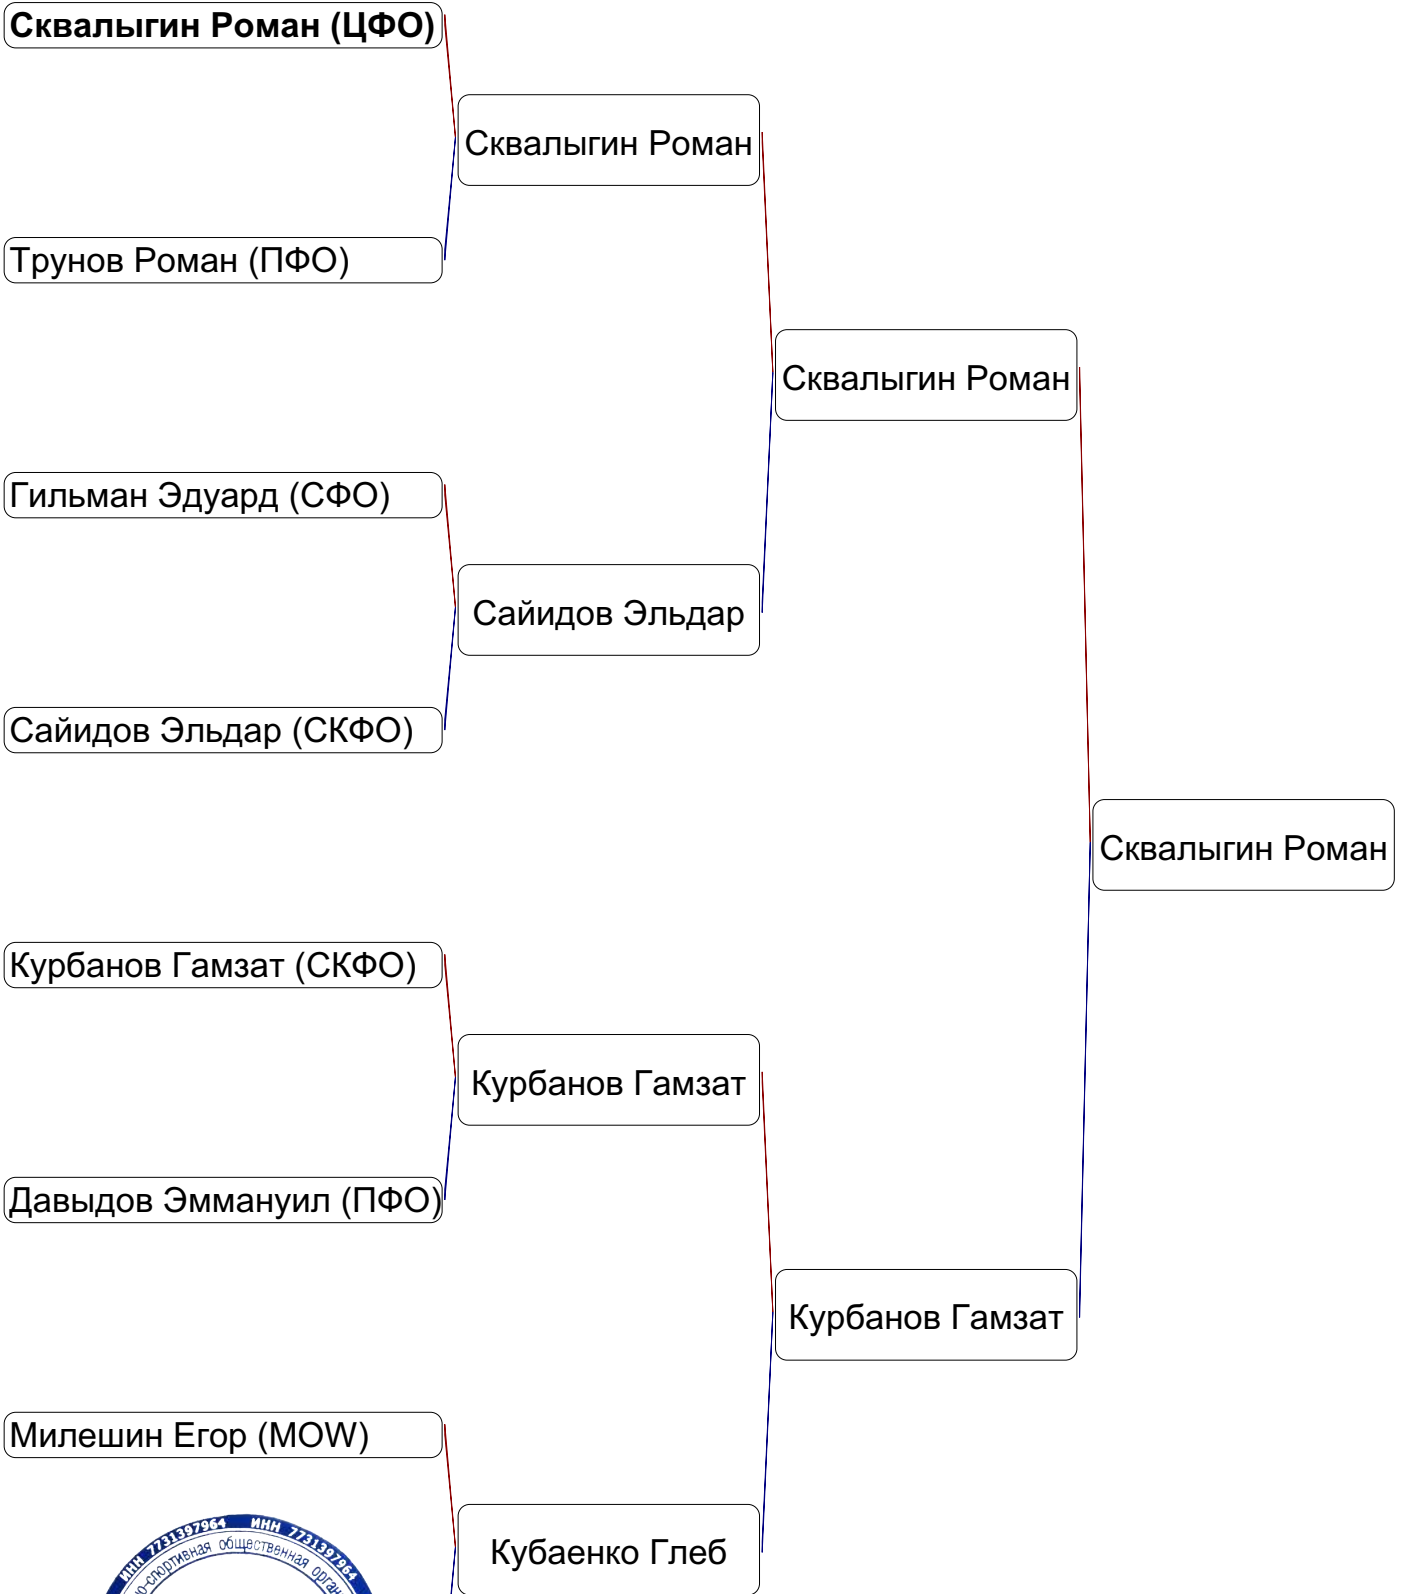 Сквалыгин Роман (ЦФО)
Сквалыгин Роман
Трунов Роман (ПФО)
Сквалыгин Роман
Гильман Эдуард (СФО)
Сайидов Эльдар
Сайидов Эльдар (СКФО)
Сквалыгин Роман
Курбанов Гамзат (СКФО)
Курбанов Гамзат
Давыдов Эммануил (ПФО)
Курбанов Гамзат
Милешин Егор (MOW)
ИНН 7731397964 ИНН 7731397964
спортивная общественная
Кубаенко Глеб